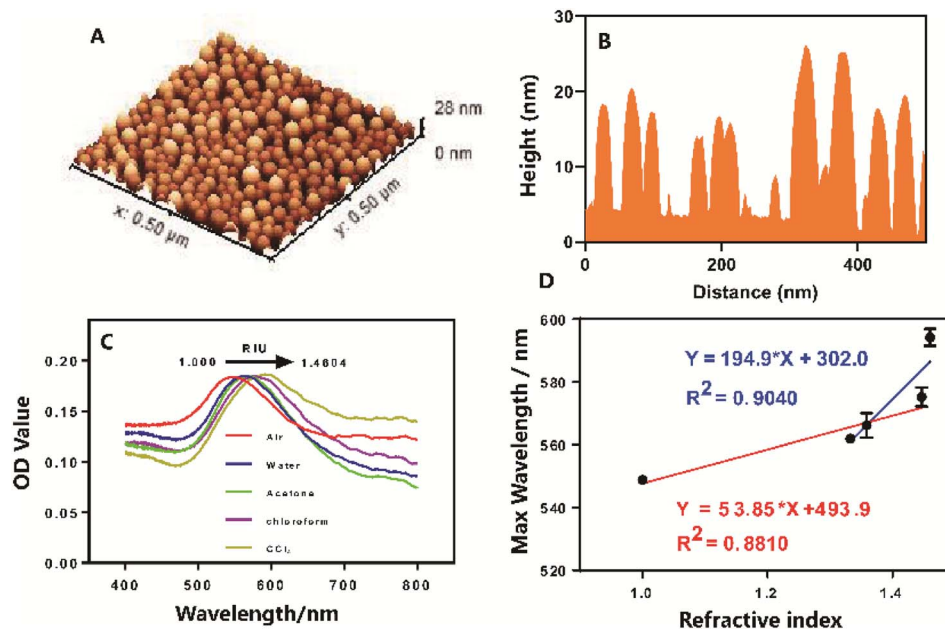 A
28 nm
0 nm
x: 0.50 µm
y: 0.50 µm
B
30
20
10
0
Height (nm)
0
200
400
Distance (nm)
C
RIU
1.000
1.4604
0.20
0.15
0.10
0.05
0.00
OD Value
Air
Water
Acetone
chloroform
CCl₄
400
500
600
700
800
Wavelength/nm
D
600
580
560
540
520
Max Wavelength / nm
Y = 194.9*X + 302.0
R² = 0.9040
Y = 53.85*X+493.9
R² = 0.8810
1.0
1.2
1.4
Refractive index